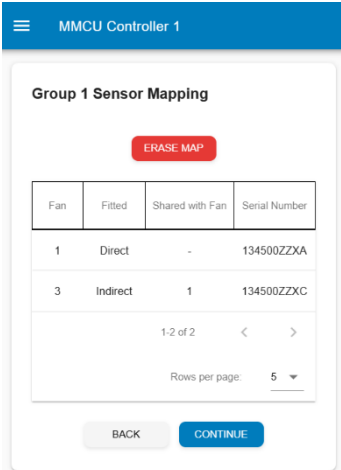 MMCU Controller 1
Group 1 Sensor Mapping
ERASE MAP
Fan Fitted Shared with Fan Serial Number
1 Direct - 134500ZZXA
3 Indirect 1 134500ZZXC
1-2 of 2
Rows per page: 5
BACK CONTINUE